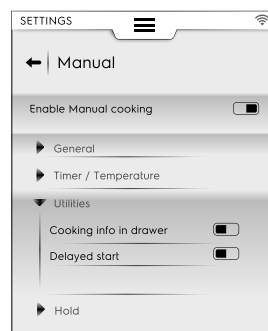 SETTINGS
Manual
Enable Manual cooking
General
Timer / Temperature
Utilities
Cooking info in drawer
Delayed start
Hold